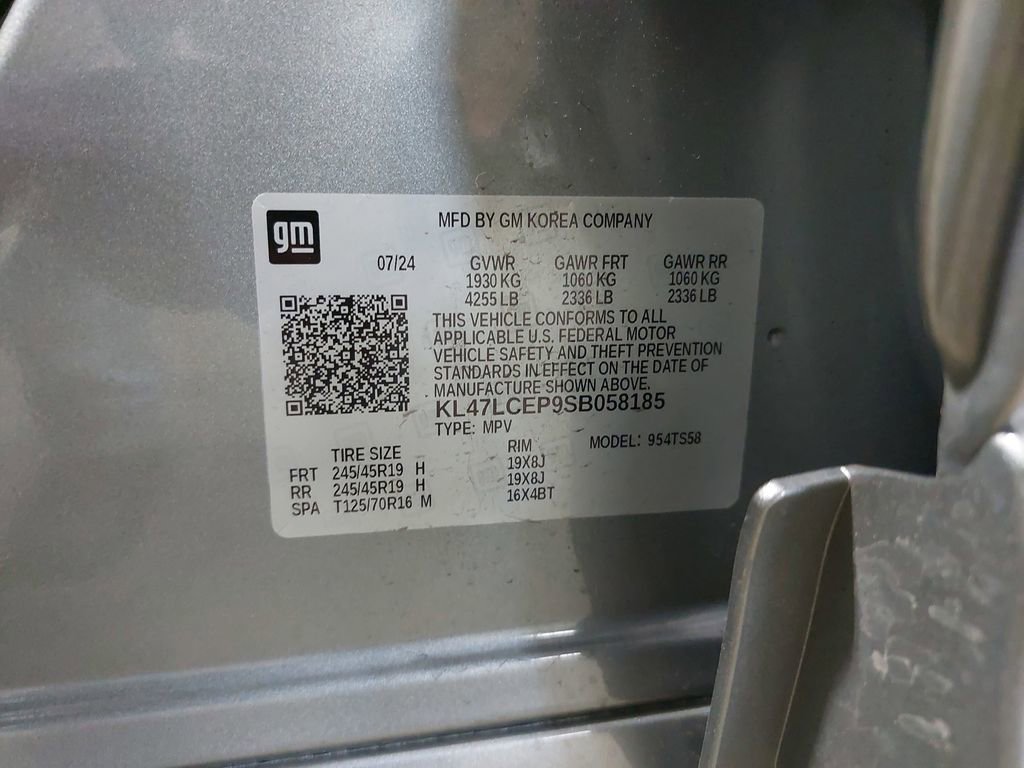 gm
MFD BY GM KOREA COMPANY
07/24 GVWR GAWR FRT GAWR RR
1930 KG 1060 KG 1060 KG
4255 LB 2336 LB 2336 LB
THIS VEHICLE CONFORMS TO ALL
APPLICABLE U.S. FEDERAL MOTOR
VEHICLE SAFETY AND THEFT PREVENTION
STANDARDS IN EFFECT ON THE DATE OF
MANUFACTURE SHOWN ABOVE.
KL47LCEP9SB058185
TYPE: MPV MODEL: 954TS58
TIRE SIZE RIM
FRT 245/45R19 H 19X8J
RR 245/45R19 H 19X8J
SPA T125/70R16 M 16X4BT